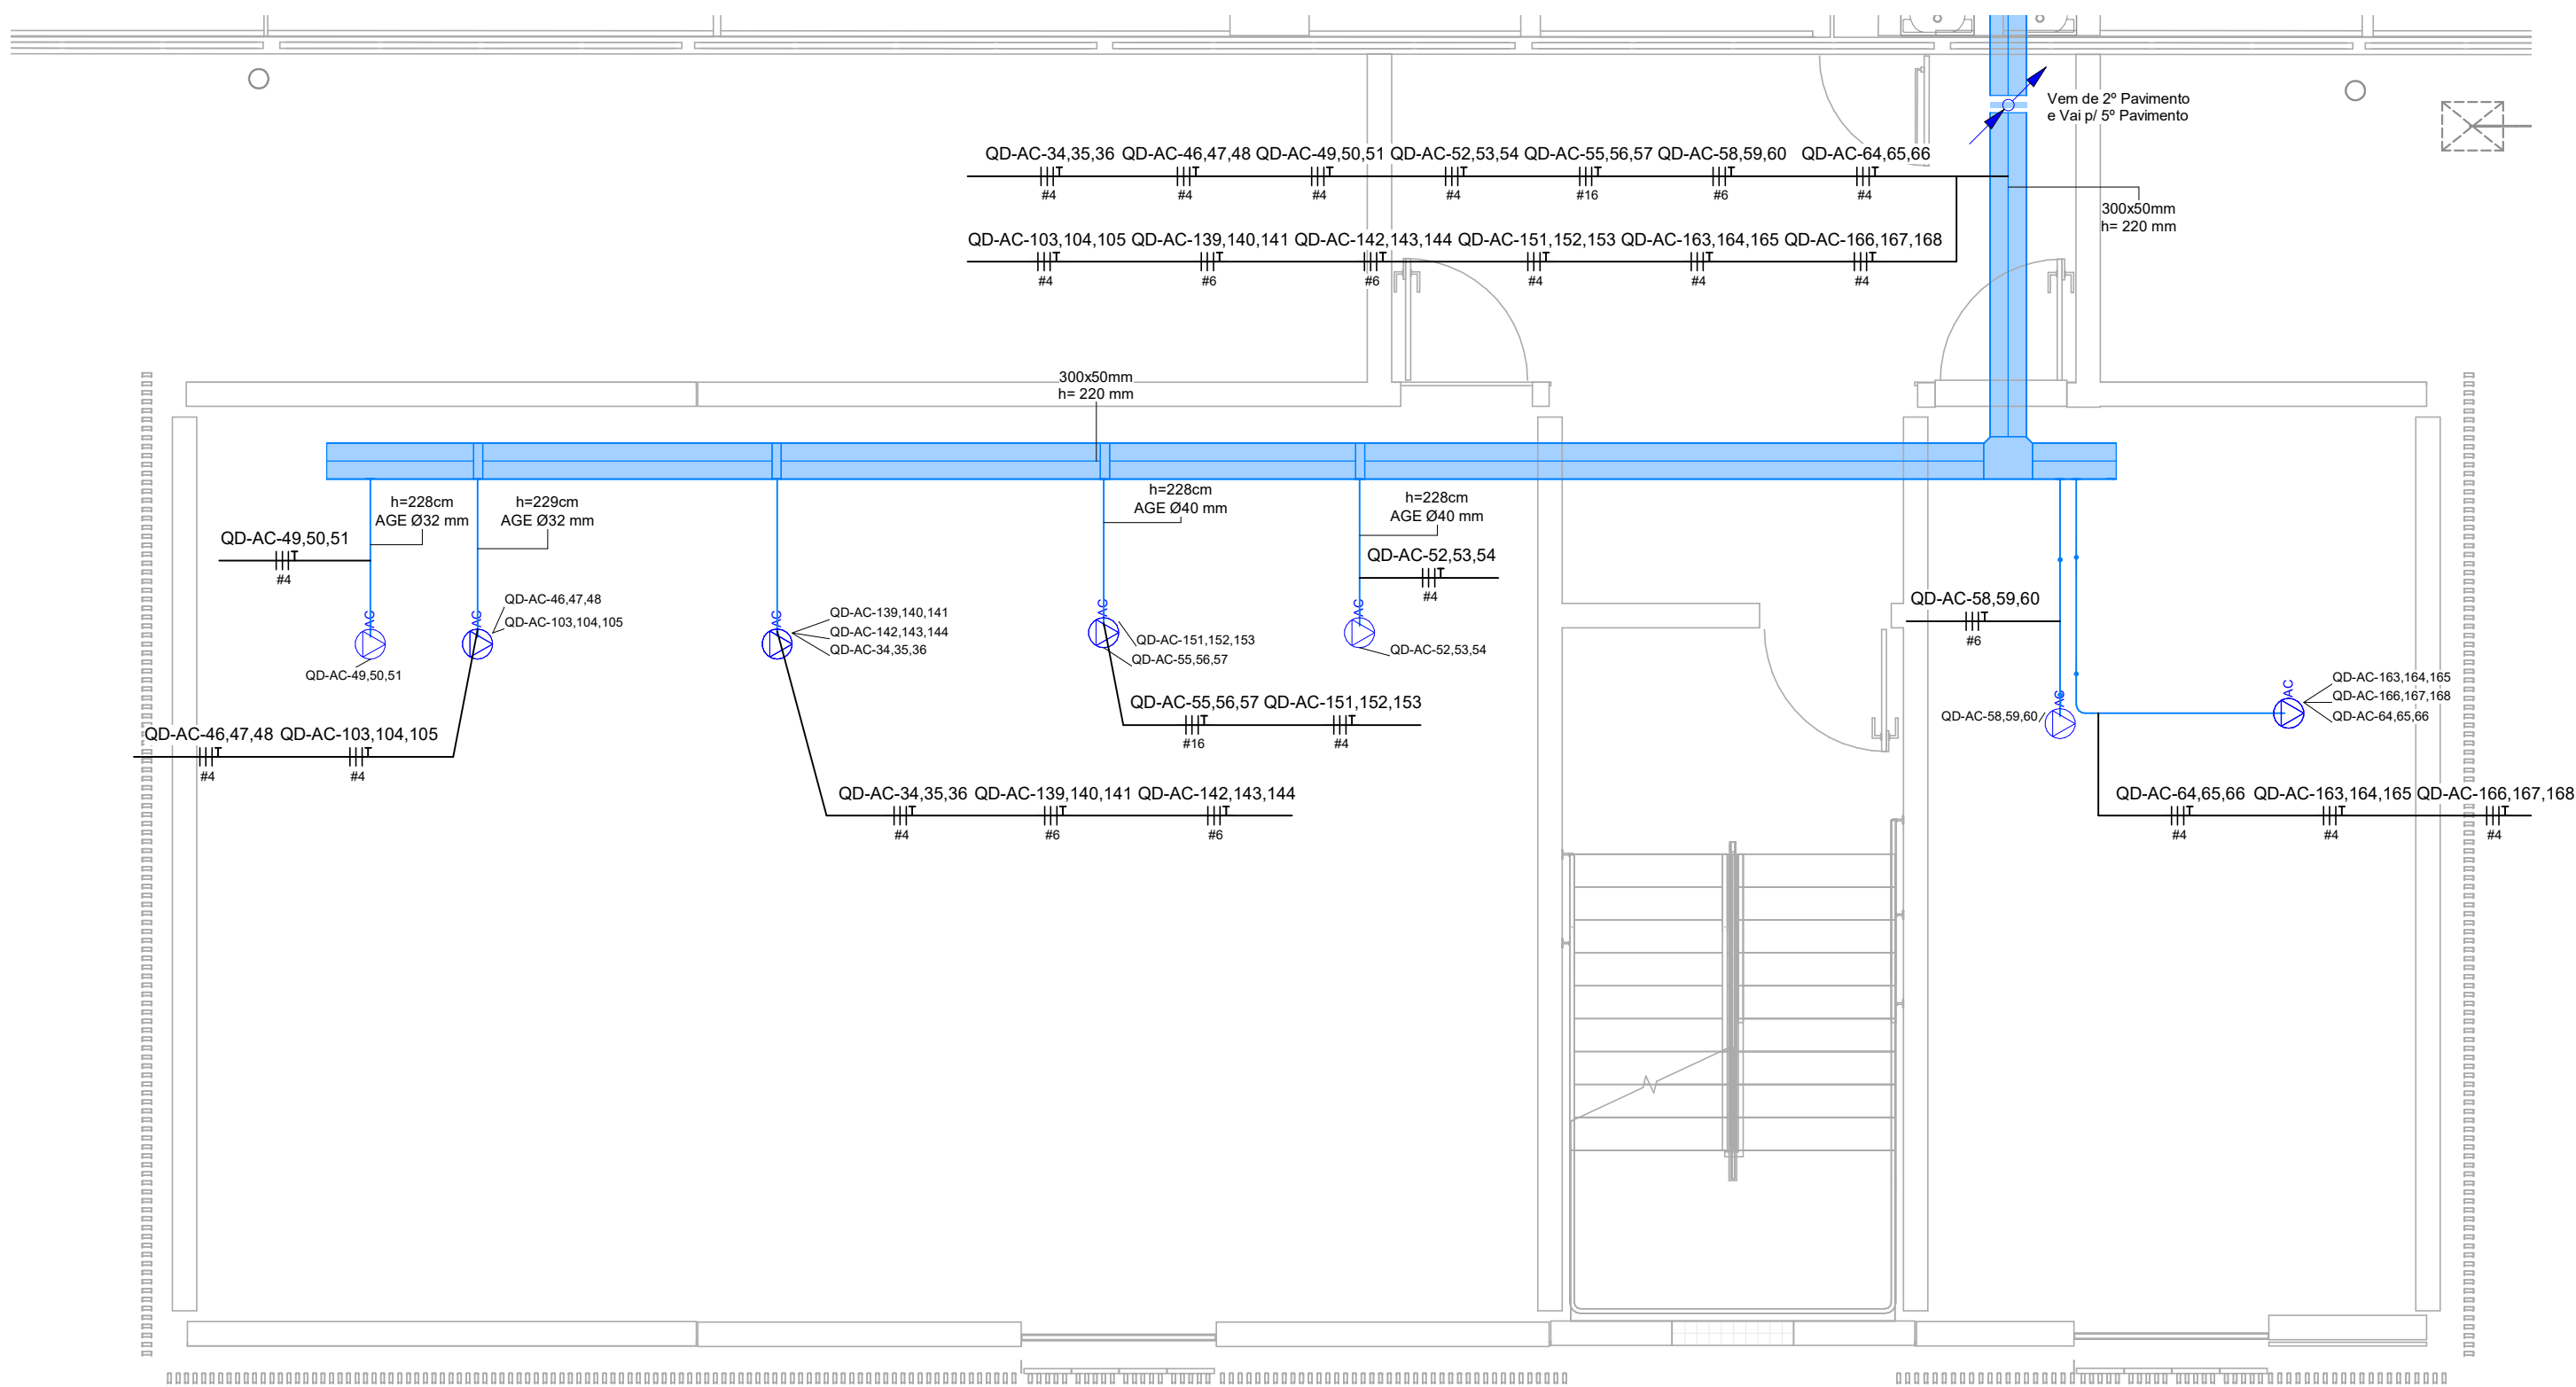 Vem de 2º Pavimento
e Vai p/ 5º Pavimento
QD-AC-34,35,36 QD-AC-46,47,48 QD-AC-49,50,51 QD-AC-52,53,54 QD-AC-55,56,57 QD-AC-58,59,60 QD-AC-64,65,66
T T T T T T T
#4 #4 #4 #4 #16 #6 #4
300x50mm
h= 220 mm
QD-AC-103,104,105 QD-AC-139,140,141 QD-AC-142,143,144 QD-AC-151,152,153 QD-AC-163,164,165 QD-AC-166,167,168
T T T T T T
#4 #6 #6 #4 #4 #4
300x50mm
h= 220 mm
h=228cm
AGE Ø32 mm
h=229cm
AGE Ø32 mm
h=228cm
AGE Ø40 mm
h=228cm
AGE Ø40 mm
QD-AC-49,50,51
T
#4
QD-AC-52,53,54
T
#4
QD-AC-58,59,60
T
#6
AC
QD-AC-49,50,51
AC
QD-AC-46,47,48
QD-AC-103,104,105
AC
QD-AC-139,140,141
QD-AC-142,143,144
QD-AC-34,35,36
AC
QD-AC-151,152,153
QD-AC-55,56,57
AC
QD-AC-52,53,54
AC
QD-AC-58,59,60
AC
QD-AC-163,164,165
QD-AC-166,167,168
QD-AC-64,65,66
QD-AC-46,47,48 QD-AC-103,104,105
T T
#4 #4
QD-AC-55,56,57 QD-AC-151,152,153
T T
#16 #4
QD-AC-34,35,36 QD-AC-139,140,141 QD-AC-142,143,144
T T T
#4 #6 #6
QD-AC-64,65,66 QD-AC-163,164,165 QD-AC-166,167,168
T T T
#4 #4 #4